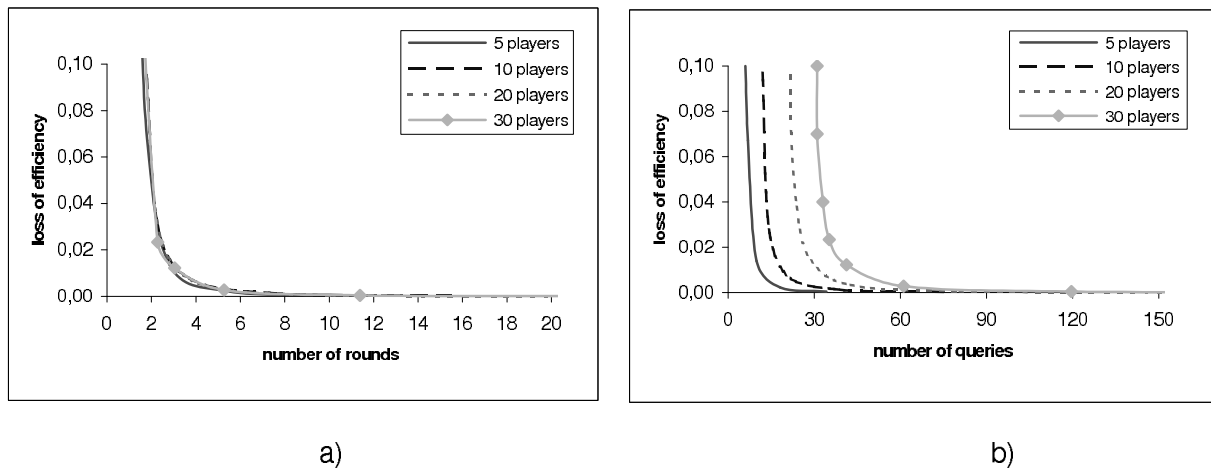 5 players
10 players
20 players
30 players
0,10
0,08
0,06
0,04
0,02
0,00
loss of efficiency
0 2 4 6 8 10 12 14 16 18 20
number of rounds
a)
5 players
10 players
20 players
30 players
0,10
0,08
0,06
0,04
0,02
0,00
loss of efficiency
0 30 60 90 120 150
number of queries
b)